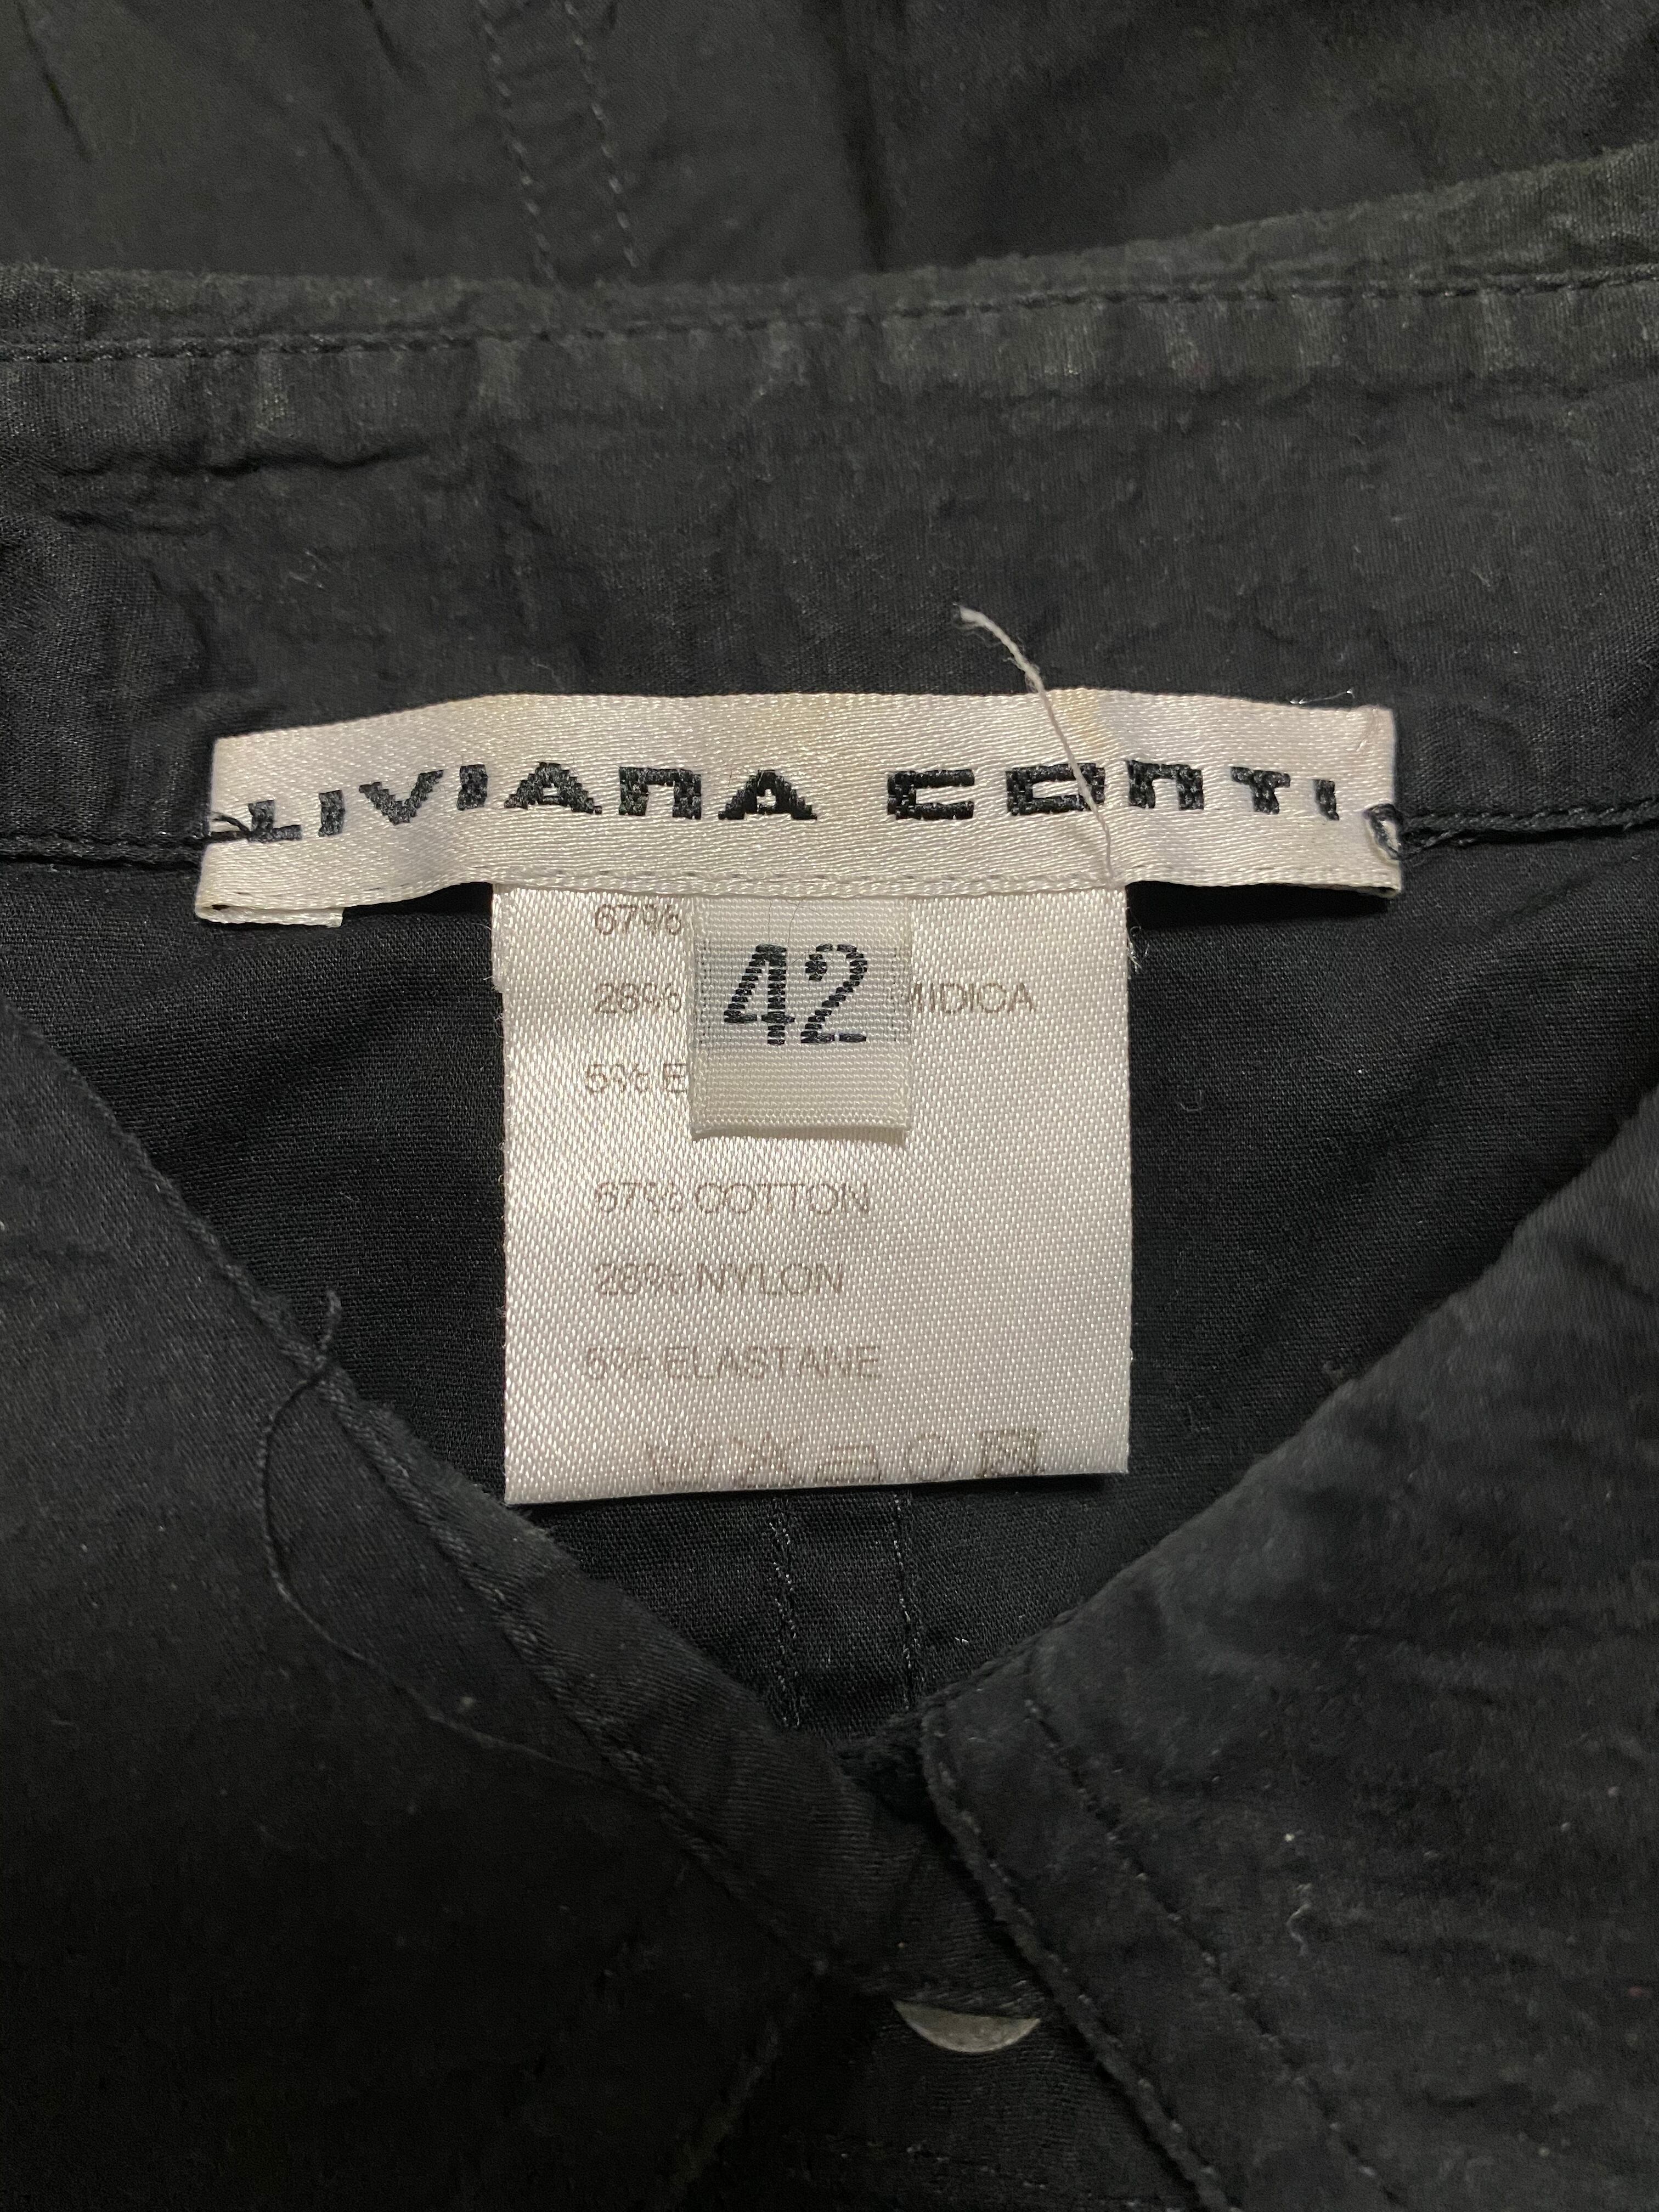 LIVIANA CONTI
42
67%
28% MIDICA
5% E
67% COTTON
28% NYLON
5% ELASTANE